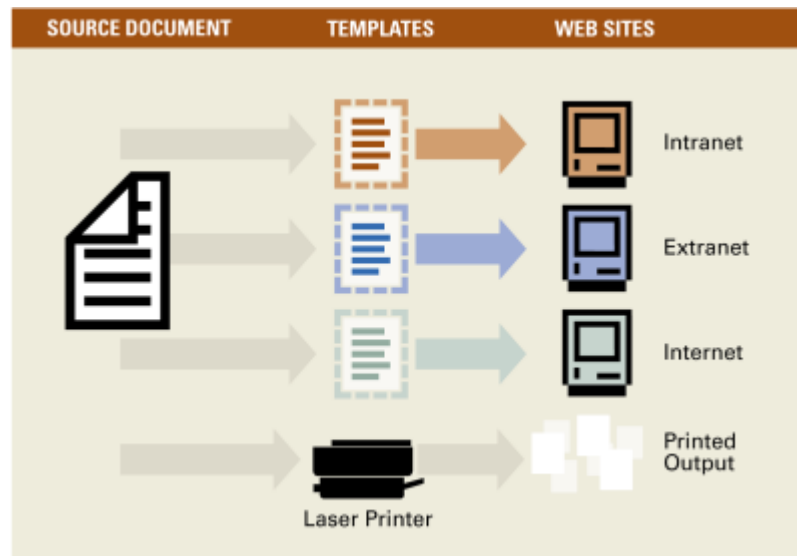 SOURCE DOCUMENT
TEMPLATES
WEB SITES
Intranet
Extranet
Internet
Printed
Output
Laser Printer